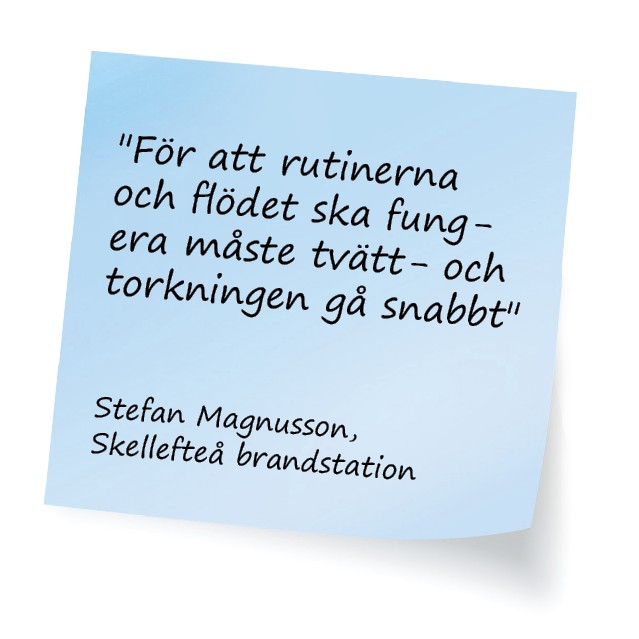 "För att rutinerna
och flödet ska fung-
era måste tvätt- och
torkningen gå snabbt"
Stefan Magnusson,
Skellefteå brandstation